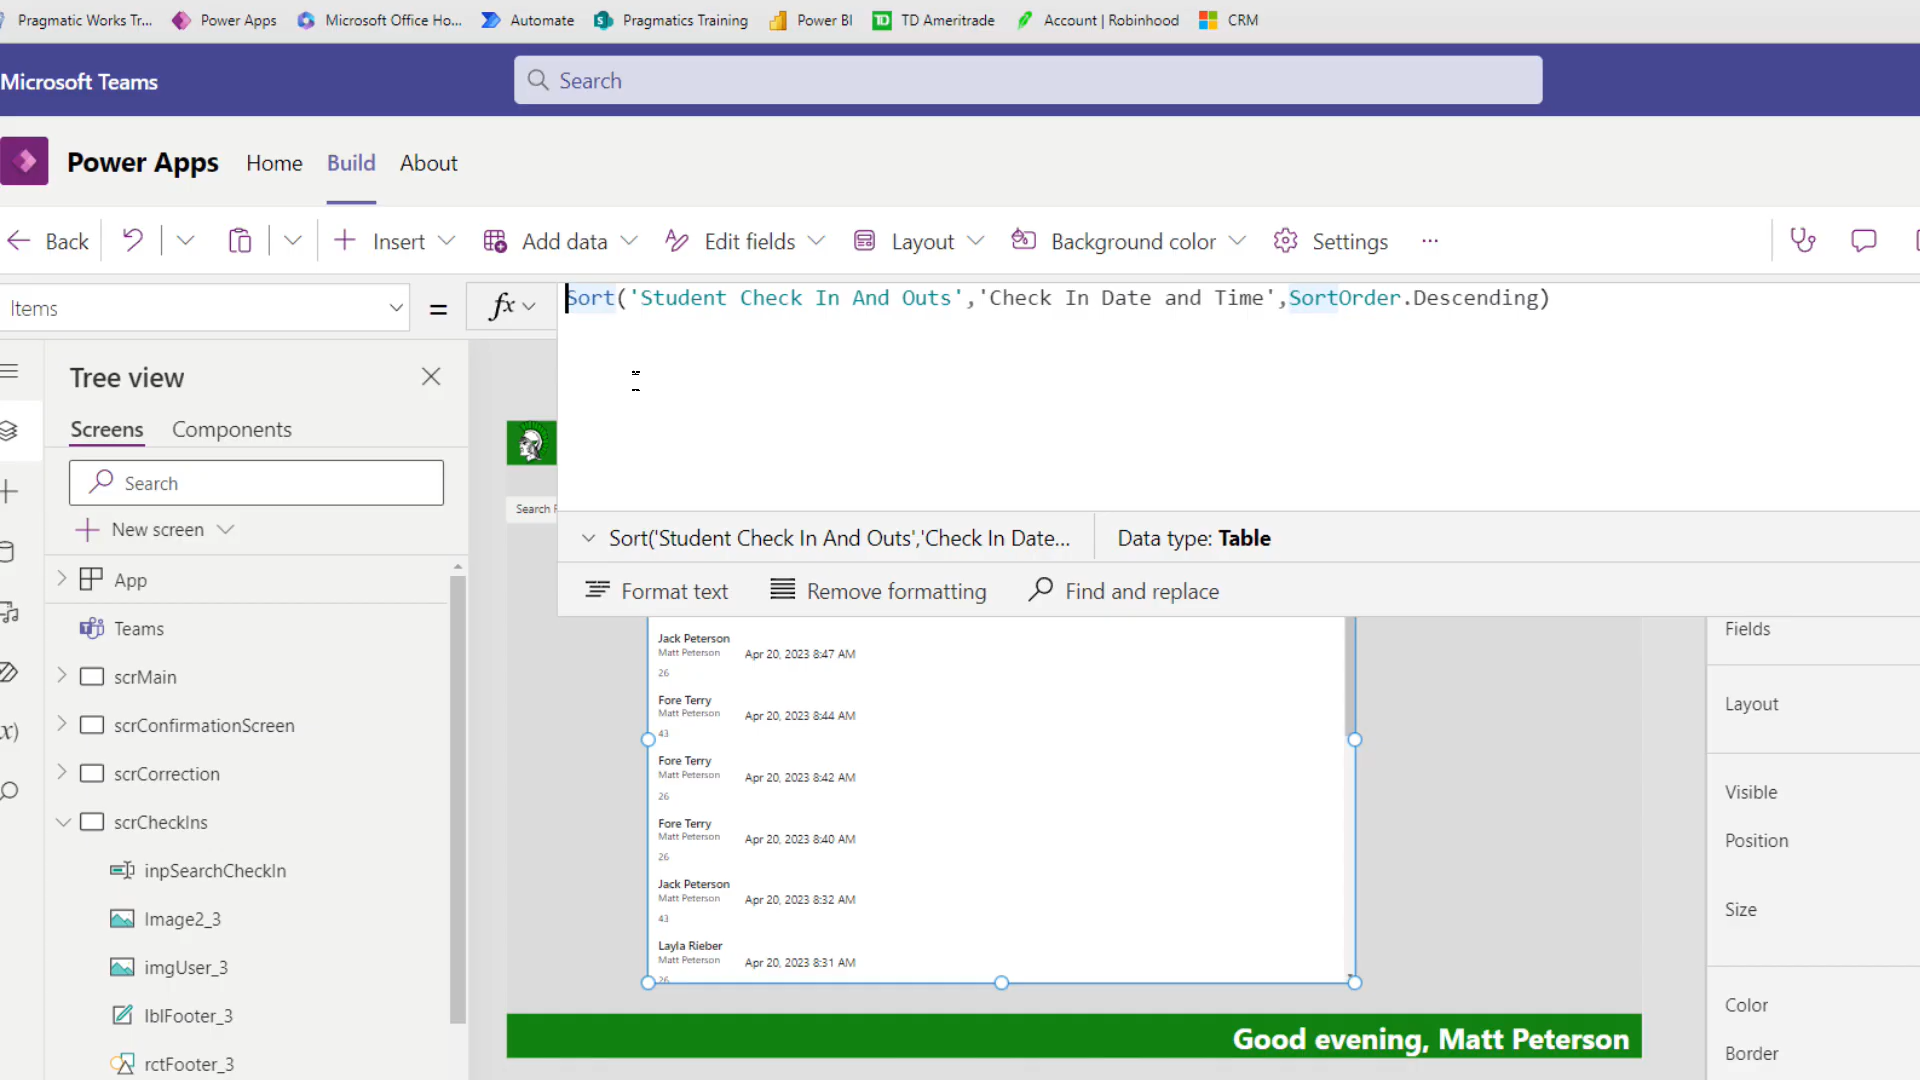 Pragmatic Works Tr...
Power Apps
Microsoft Office Ho...
Automate
Pragmatics Training
Power BI
TD Ameritrade
Account | Robinhood
CRM
Microsoft Teams
Search
Power Apps
Home
Build
About
Back
Insert
Add data
Edit fields
Layout
Background color
Settings
...
Items
=
fx
Sort('Student Check In And Outs','Check In Date and Time',SortOrder.Descending)
Tree view
Screens
Components
Search
New screen
App
Teams
scrMain
scrConfirmationScreen
scrCorrection
scrCheckIns
inpSearchCheckIn
Image2_3
imgUser_3
lblFooter_3
rctFooter_3
Search
Sort('Student Check In And Outs','Check In Date...
Data type: Table
Format text
Remove formatting
Find and replace
Jack Peterson
Matt Peterson
Apr 20, 2023 8:47 AM
26
Fore Terry
Matt Peterson
Apr 20, 2023 8:44 AM
43
Fore Terry
Matt Peterson
Apr 20, 2023 8:42 AM
26
Fore Terry
Matt Peterson
Apr 20, 2023 8:40 AM
26
Jack Peterson
Matt Peterson
Apr 20, 2023 8:32 AM
43
Layla Rieber
Matt Peterson
Apr 20, 2023 8:31 AM
26
Good evening, Matt Peterson
Fields
Layout
Visible
Position
Size
Color
Border